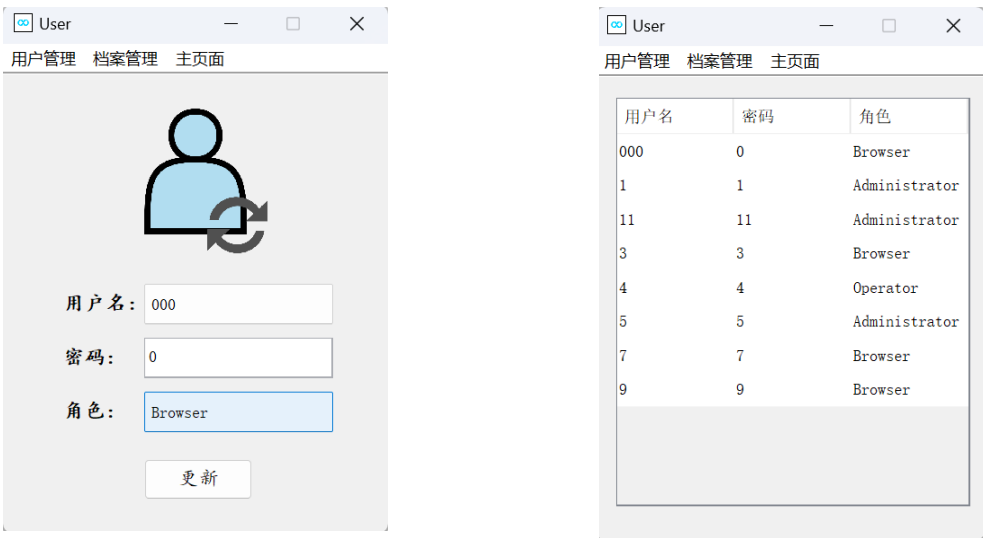 User
用户管理 档案管理 主页面
用户名: 000
密码: 0
角色: Browser
更新
User
用户管理 档案管理 主页面
用户名 密码 角色
000 0 Browser
1 1 Administrator
11 11 Administrator
3 3 Browser
4 4 Operator
5 5 Administrator
7 7 Browser
9 9 Browser